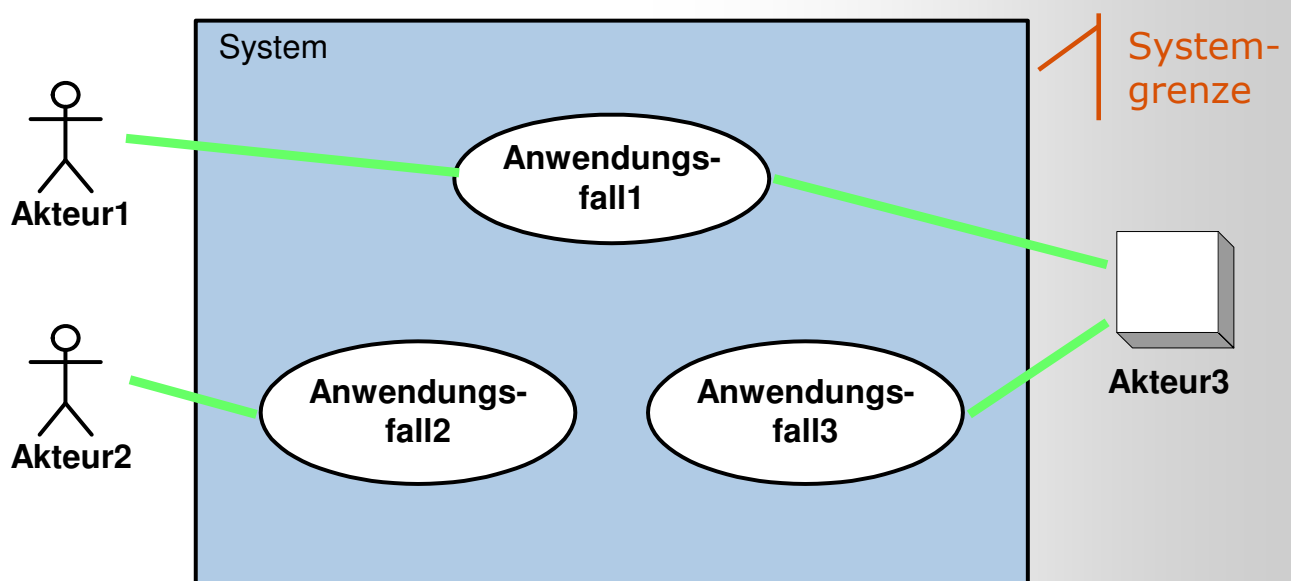 System
System-
grenze
Anwendungs-
fall1
Akteur1
Anwendungs-
fall2
Anwendungs-
fall3
Akteur3
Akteur2